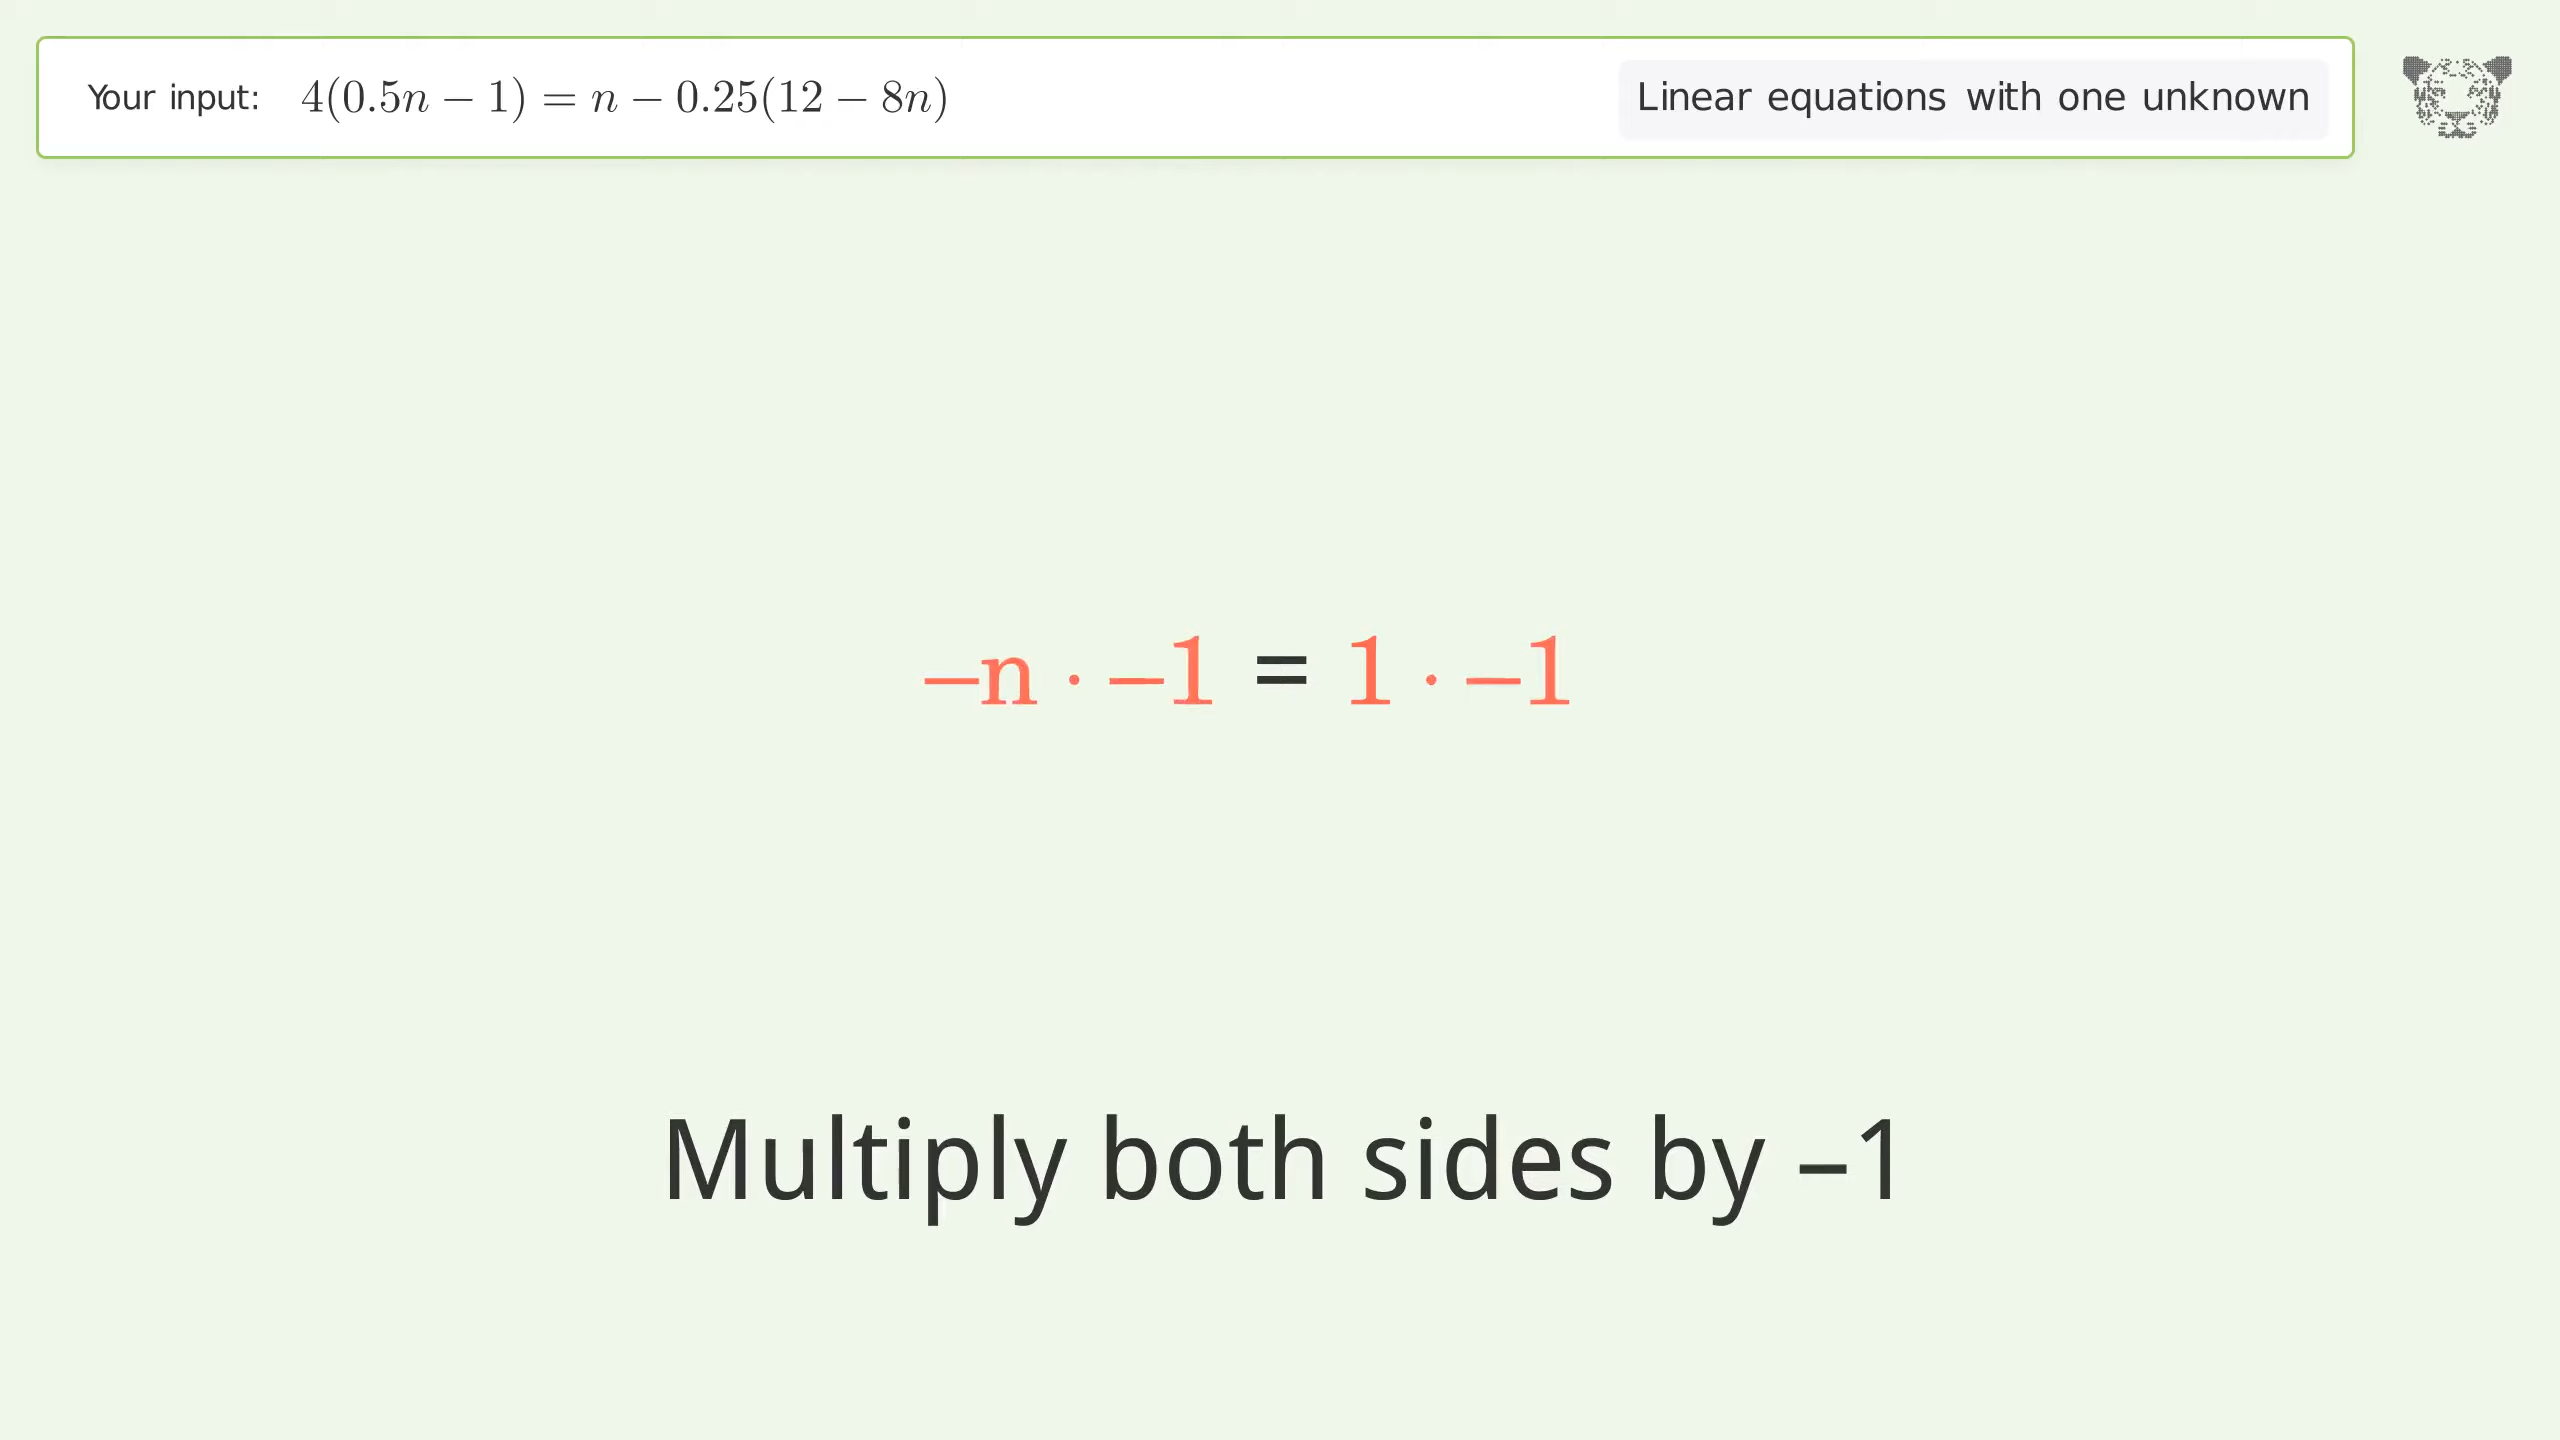 Your input: 4(0.5n − 1) = n − 0.25(12 − 8n)
Linear equations with one unknown
–n · –1 = 1 · –1
Multiply both sides by –1